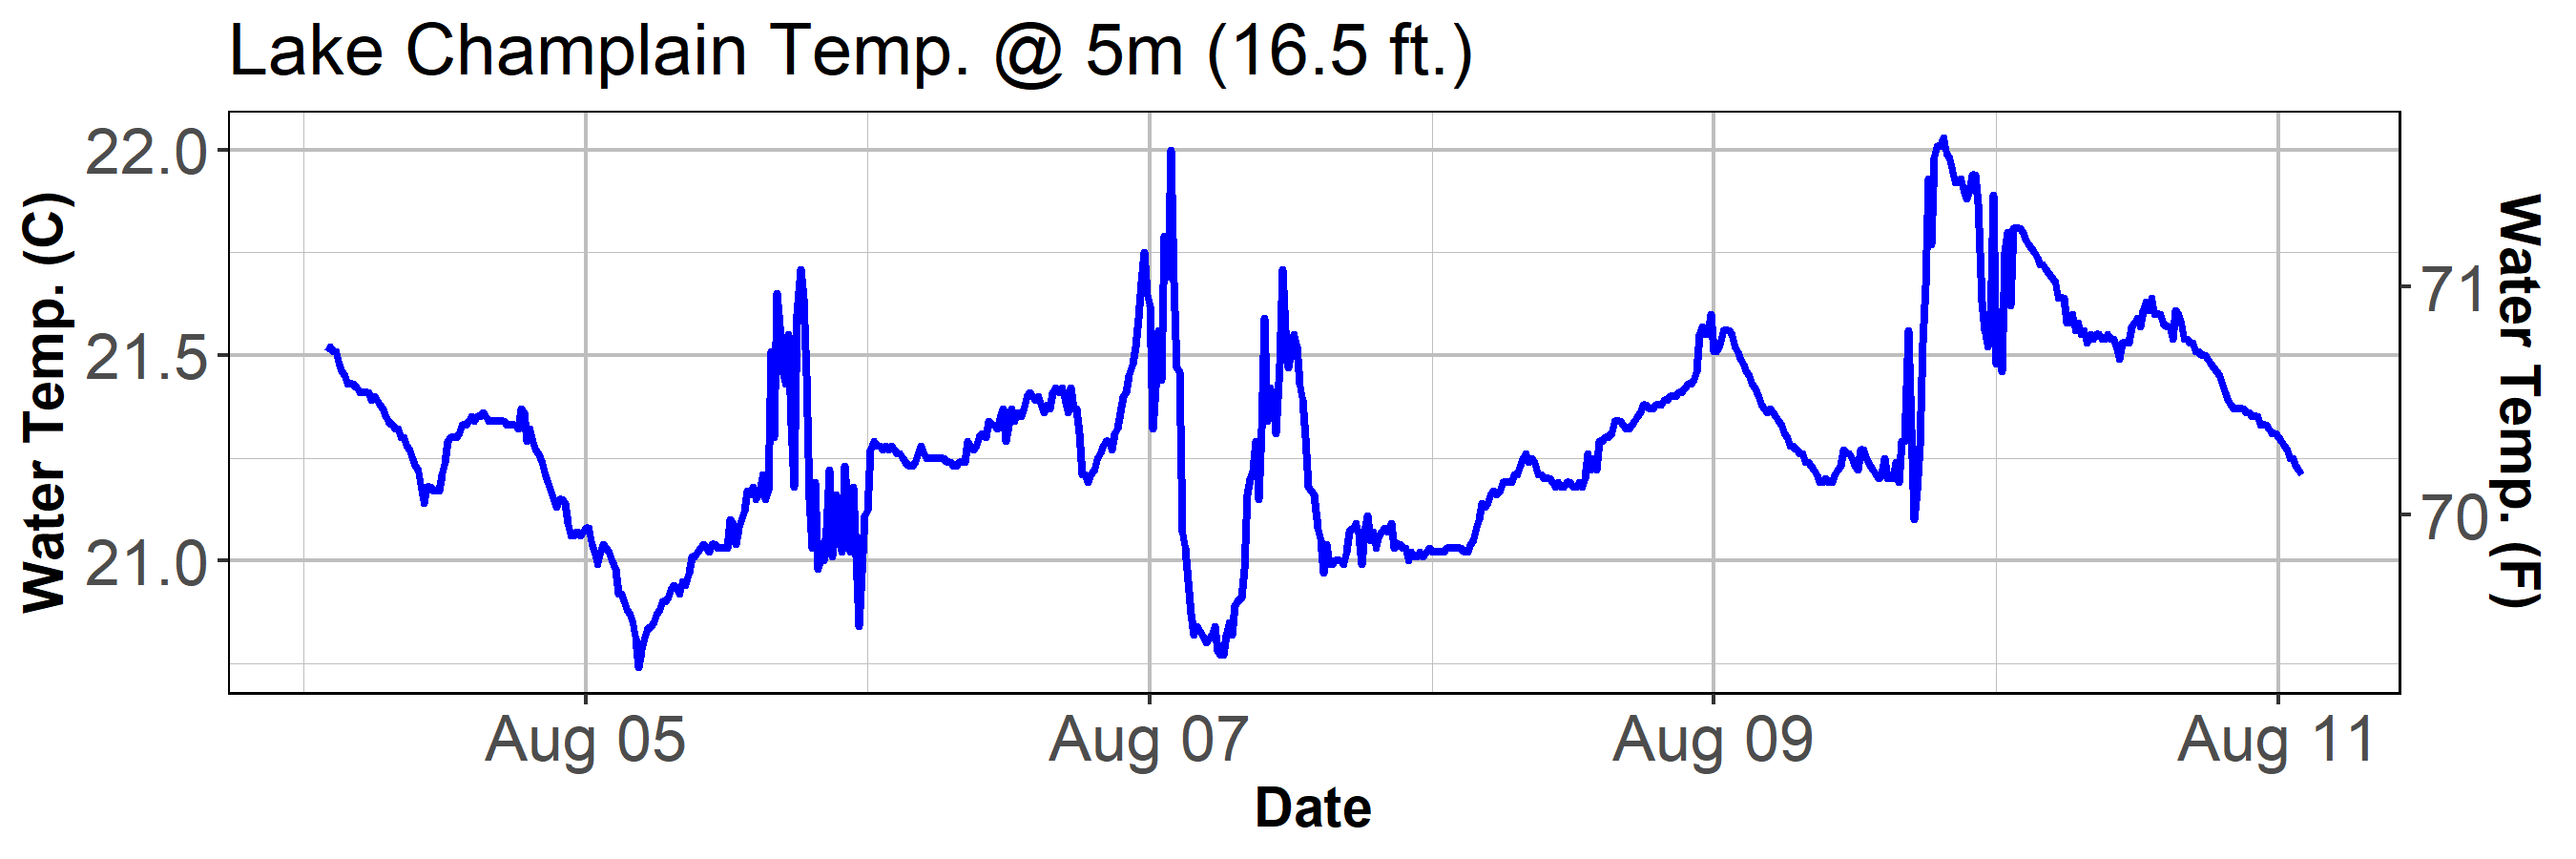 Lake Champlain Temp. @ 5m (16.5 ft.)
Water Temp. (C)
22.0
21.5
21.0
71
70
Water Temp. (F)
Aug 05
Aug 07
Aug 09
Aug 11
Date